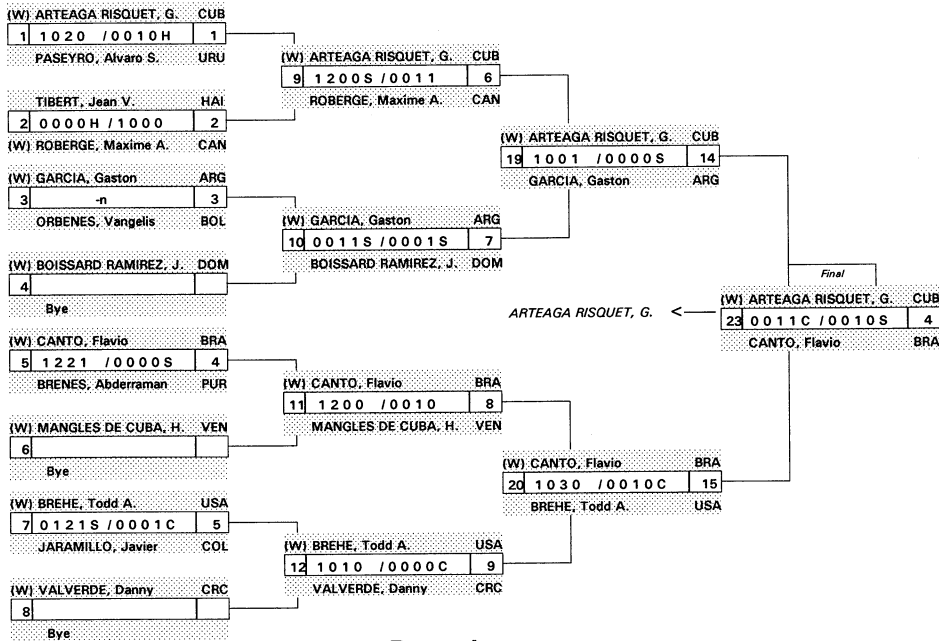 (W) ARTEAGA RISQUET, G. CUB
1 1020 /0010H 1
PASEYRO, Alvaro S. URU
TIBERT, Jean V. HAI
2 0000H /1000 2
(W) ROBERGE, Maxime A. CAN
(W) GARCIA, Gaston ARG
3 -n 3
ORBENES, Vangelis BOL
(W) BOISSARD RAMIREZ, J. DOM
4
Bye
(W) CANTO, Flavio BRA
5 1221 /0000S 4
BRENES, Abderraman PUR
(W) MANGLES DE CUBA, H. VEN
6
Bye
(W) BREHE, Todd A. USA
7 0121S /0001C 5
JARAMILLO, Javier COL
(W) VALVERDE, Danny CRC
8
Bye
(W) ARTEAGA RISQUET, G. CUB
9 1200S /0011 6
ROBERGE, Maxime A. CAN
(W) GARCIA, Gaston ARG
10 0011S /0001S 7
BOISSARD RAMIREZ, J. DOM
(W) CANTO, Flavio BRA
11 1200 /0010 8
MANGLES DE CUBA, H. VEN
(W) BREHE, Todd A. USA
12 1010 /0000C 9
VALVERDE, Danny CRC
(W) ARTEAGA RISQUET, G. CUB
19 1001 /0000S 14
GARCIA, Gaston ARG
(W) CANTO, Flavio BRA
20 1030 /0010C 15
BREHE, Todd A. USA
Final
(W) ARTEAGA RISQUET, G. CUB
23 0011C /0010S 4
CANTO, Flavio BRA
ARTEAGA RISQUET, G. <